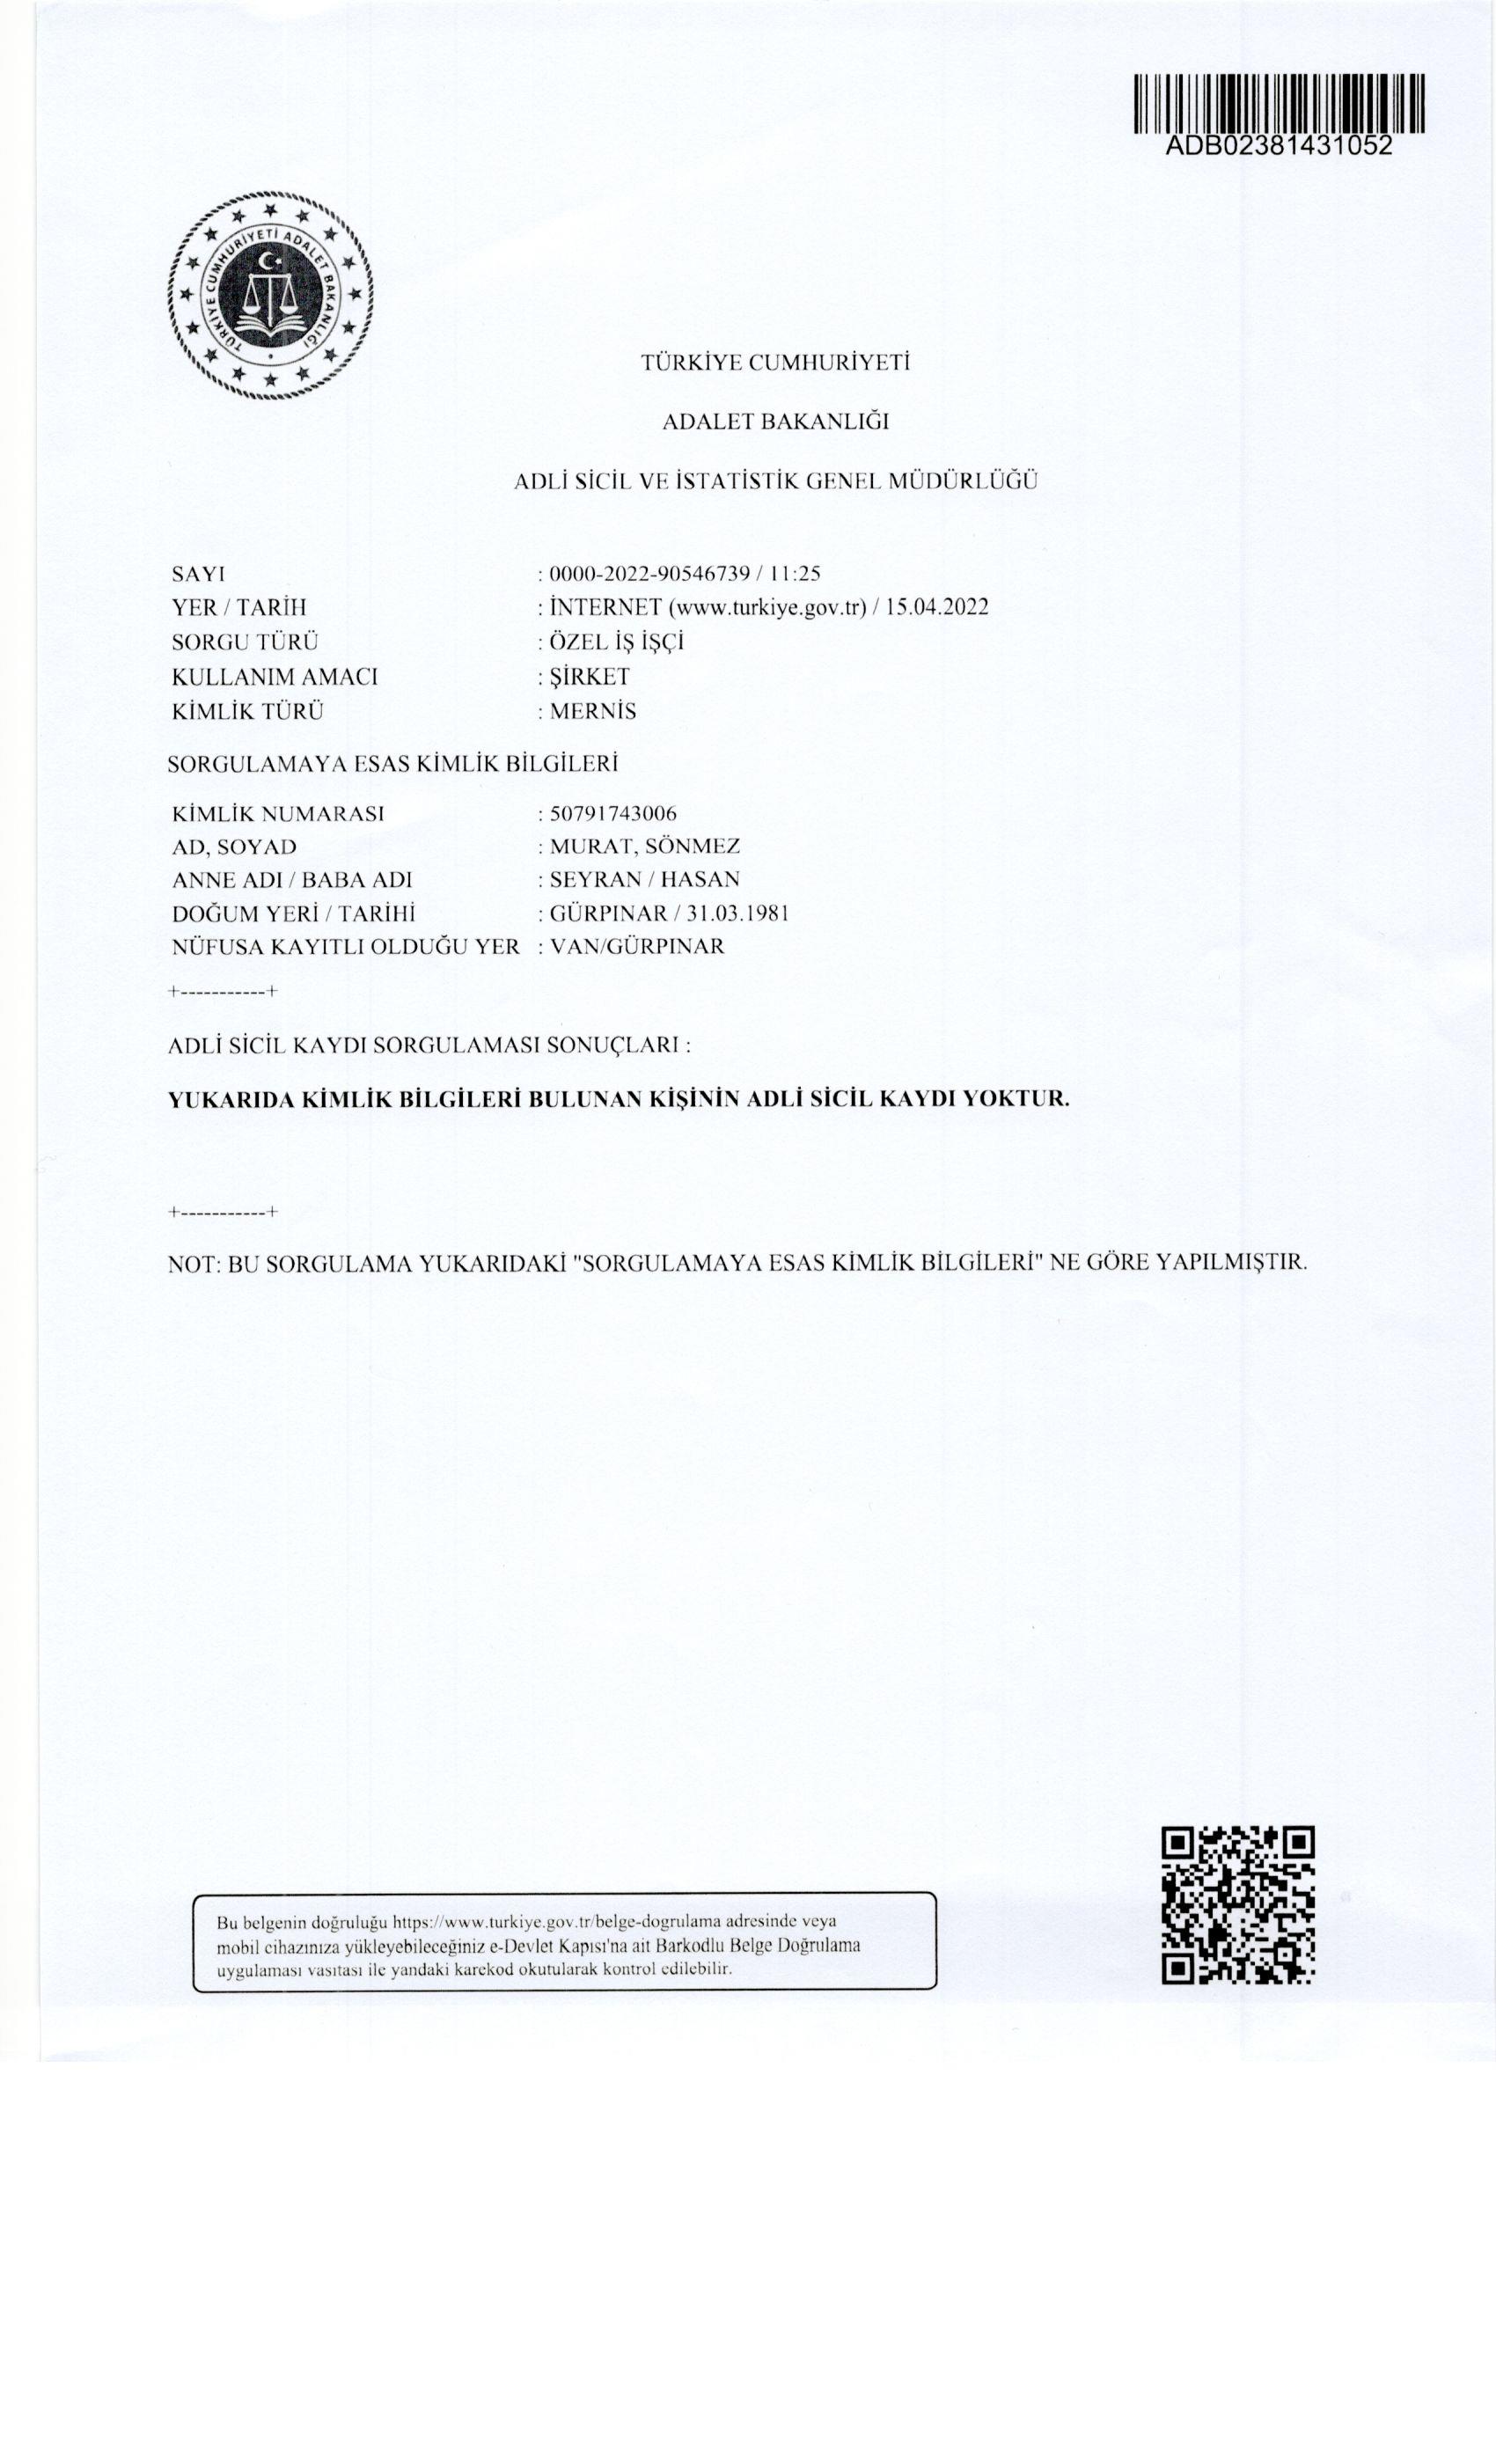 ADB02381431052
TÜRKİYE CUMHURİYETİ ADALET BAKANLIĞI
TÜRKİYE CUMHURİYETİ
ADALET BAKANLIĞI
ADLİ SİCİL VE İSTATİSTİK GENEL MÜDÜRLÜĞÜ
SAYI : 0000-2022-90546739 / 11:25
YER / TARİH : İNTERNET (www.turkiye.gov.tr) / 15.04.2022
SORGU TÜRÜ : ÖZEL İŞ İŞÇİ
KULLANIM AMACI : ŞİRKET
KİMLİK TÜRÜ : MERNİS
SORGULAMAYA ESAS KİMLİK BİLGİLERİ
KİMLİK NUMARASI : 50791743006
AD, SOYAD : MURAT, SÖNMEZ
ANNE ADI / BABA ADI : SEYRAN / HASAN
DOĞUM YERİ / TARİHİ : GÜRPINAR / 31.03.1981
NÜFUSA KAYITLI OLDUĞU YER : VAN/GÜRPINAR
+-----------+
ADLİ SİCİL KAYDI SORGULAMASI SONUÇLARI :
YUKARIDA KİMLİK BİLGİLERİ BULUNAN KİŞİNİN ADLİ SİCİL KAYDI YOKTUR.
+-----------+
NOT: BU SORGULAMA YUKARIDAKİ "SORGULAMAYA ESAS KİMLİK BİLGİLERİ" NE GÖRE YAPILMIŞTIR.
Bu belgenin doğruluğu https://www.turkiye.gov.tr/belge-dogrulama adresinde veya
mobil cihazınıza yükleyebileceğiniz e-Devlet Kapısı'na ait Barkodlu Belge Doğrulama
uygulaması vasıtası ile yandaki karekod okutularak kontrol edilebilir.